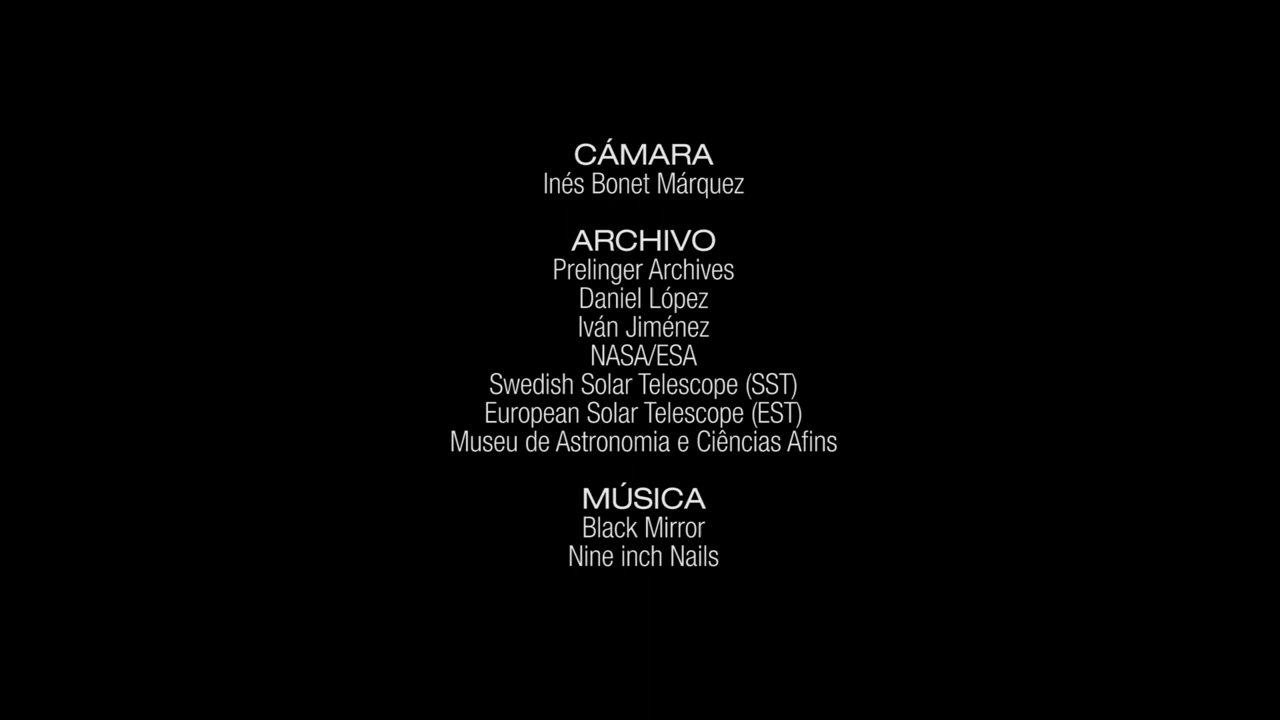 CÁMARA
Inés Bonet Márquez
ARCHIVO
Prelinger Archives
Daniel López
Iván Jiménez
NASA/ESA
Swedish Solar Telescope (SST)
European Solar Telescope (EST)
Museu de Astronomia e Ciências Afins
MÚSICA
Black Mirror
Nine inch Nails